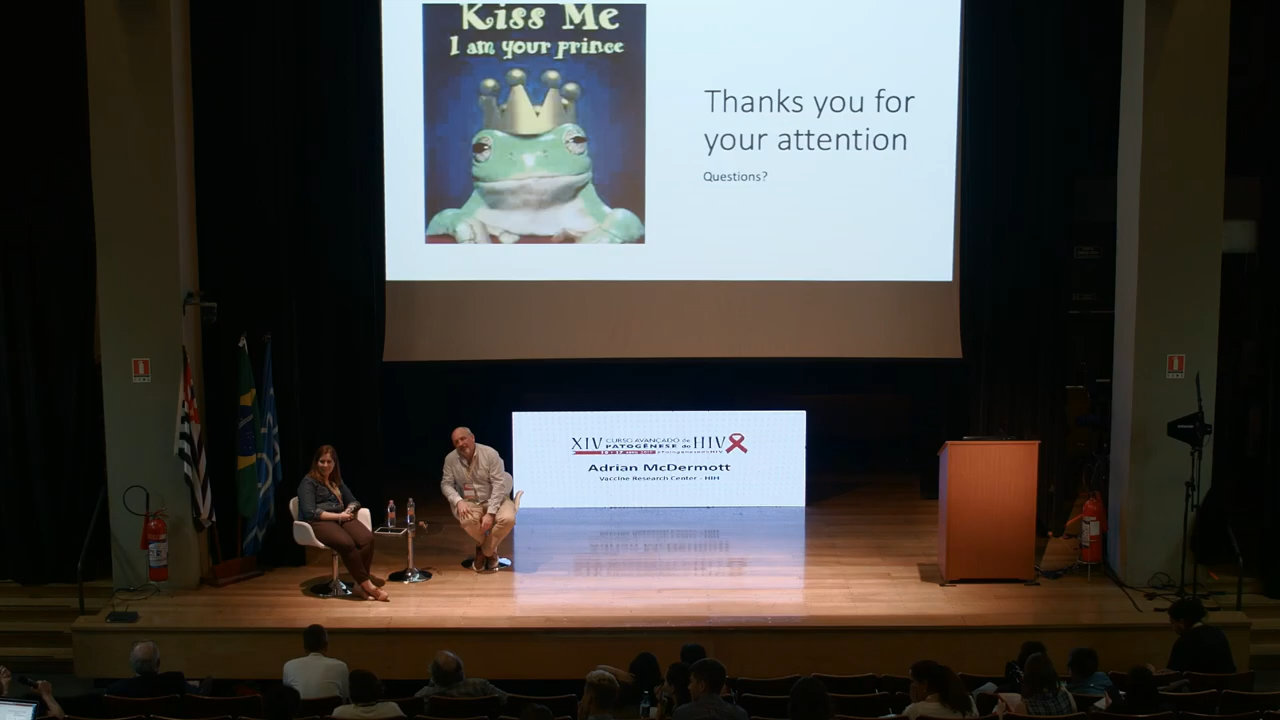 Kiss Me
I am your prince
Thanks you for
your attention
Questions?
XIV CURSO AVANÇADO de
PATOGÊNESE do HIV
Adrian McDermott
Vaccine Research Center - HIH